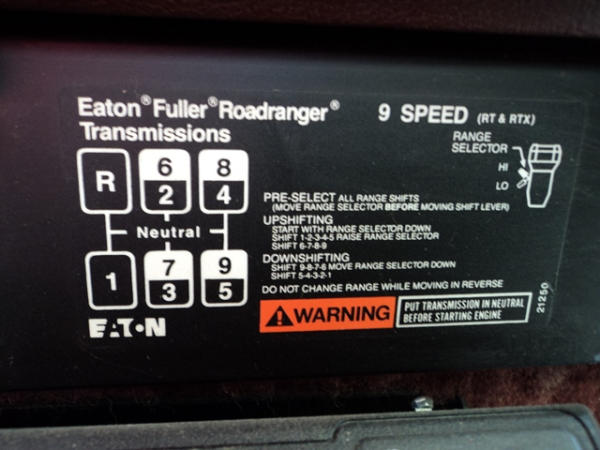 Eaton® Fuller® Roadranger®
Transmissions
9 SPEED (RT & RTX)
RANGE
SELECTOR
HI
LO
R 6 8
2 4
Neutral
1 7 9
3 5
PRE-SELECT ALL RANGE SHIFTS
(MOVE RANGE SELECTOR BEFORE MOVING SHIFT LEVER)
UPSHIFTING
START WITH RANGE SELECTOR DOWN
SHIFT 1-2-3-4-5 RAISE RANGE SELECTOR
SHIFT 6-7-8-9
DOWNSHIFTING
SHIFT 9-8-7-6 MOVE RANGE SELECTOR DOWN
SHIFT 5-4-3-2-1
DO NOT CHANGE RANGE WHILE MOVING IN REVERSE
EATON
WARNING
PUT TRANSMISSION IN NEUTRAL
BEFORE STARTING ENGINE
21250